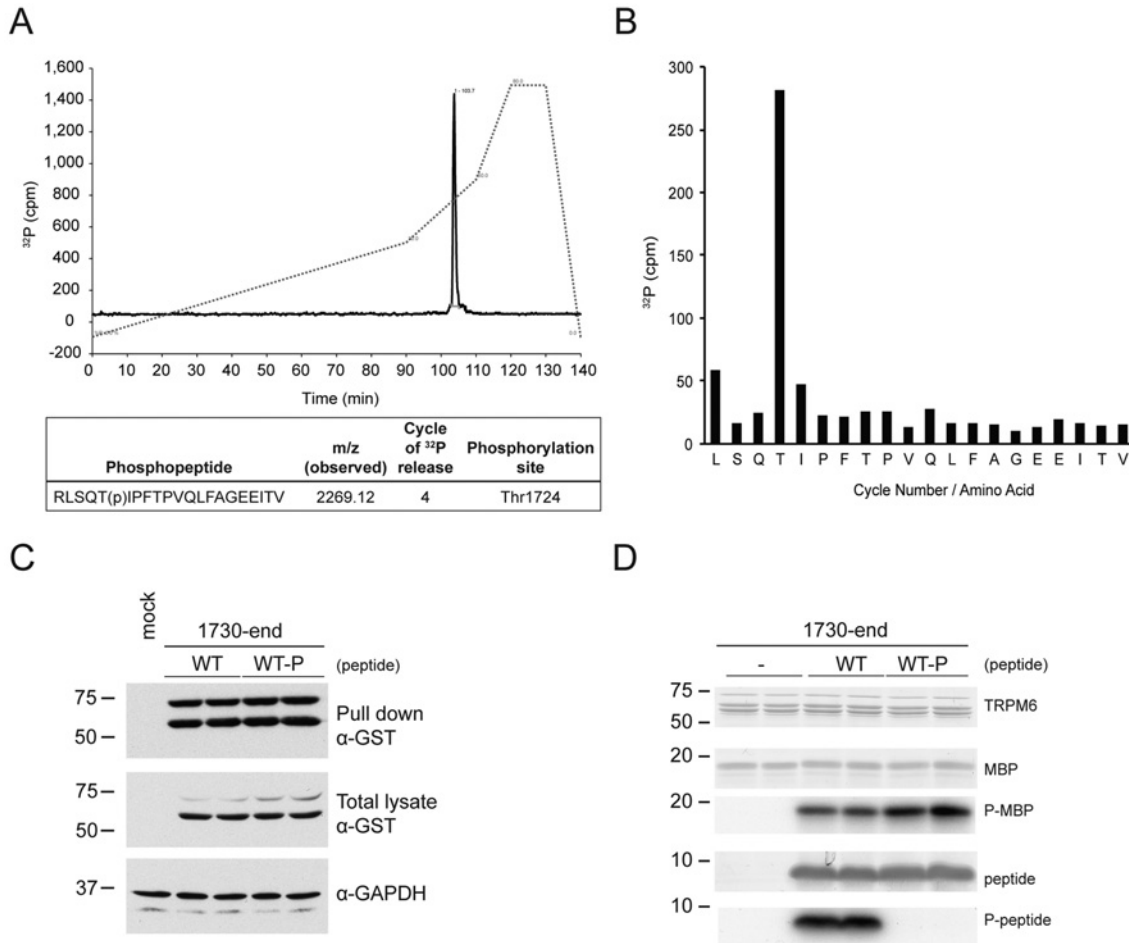 A
1,600
1,400
1,200
1,000
800
600
400
200
0
-200
32P (cpm)
0 10 20 30 40 50 60 70 80 90 100 110 120 130 140
Time (min)
Phosphopeptide m/z (observed) Cycle of 32P release Phosphorylation site
RLSQT(p)IPFTPVQLFAGEEITV 2269.12 4 Thr1724
B
300
250
200
150
100
50
0
32P (cpm)
L S Q T I P F T P V Q L F A G E E I T V
Cycle Number / Amino Acid
C
mock
1730-end
WT WT-P (peptide)
75
50
Pull down
α-GST
75
50
Total lysate
α-GST
37
α-GAPDH
D
1730-end
- WT WT-P (peptide)
75
50
TRPM6
20
MBP
20
P-MBP
10
peptide
10
P-peptide